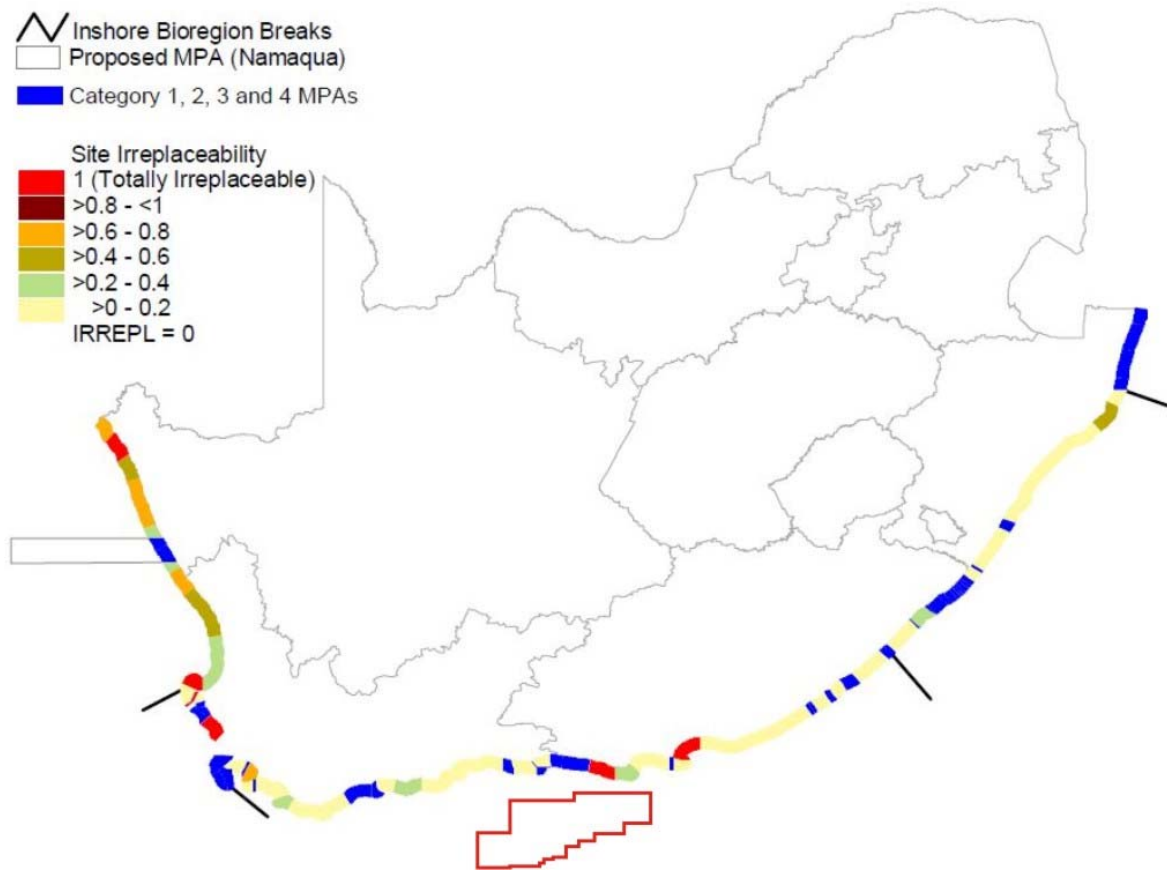 Inshore Bioregion Breaks
Proposed MPA (Namaqua)
Category 1, 2, 3 and 4 MPAs
Site Irreplaceability
1 (Totally Irreplaceable)
>0.8 - <1
>0.6 - 0.8
>0.4 - 0.6
>0.2 - 0.4
>0 - 0.2
IRREPL = 0